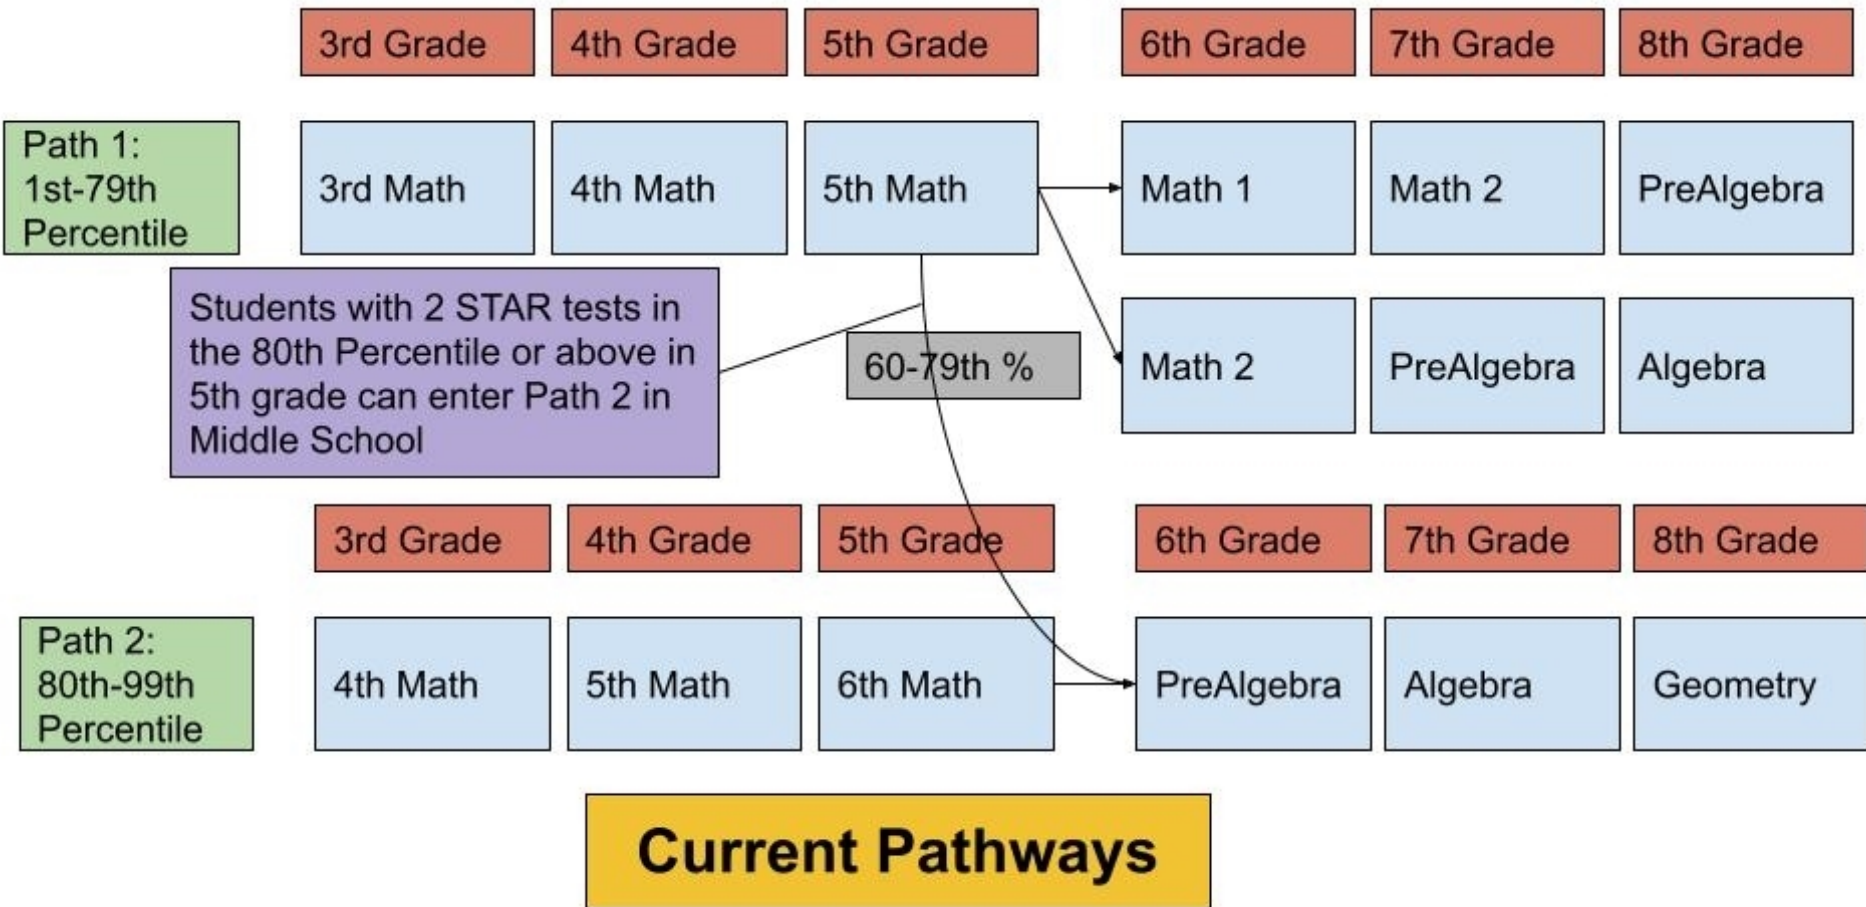 3rd Grade
4th Grade
5th Grade
6th Grade
7th Grade
8th Grade
Path 1:
1st-79th
Percentile
3rd Math
4th Math
5th Math
Math 1
Math 2
PreAlgebra
Students with 2 STAR tests in
the 80th Percentile or above in
5th grade can enter Path 2 in
Middle School
60-79th %
Math 2
PreAlgebra
Algebra
3rd Grade
4th Grade
5th Grade
6th Grade
7th Grade
8th Grade
Path 2:
80th-99th
Percentile
4th Math
5th Math
6th Math
PreAlgebra
Algebra
Geometry
Current Pathways